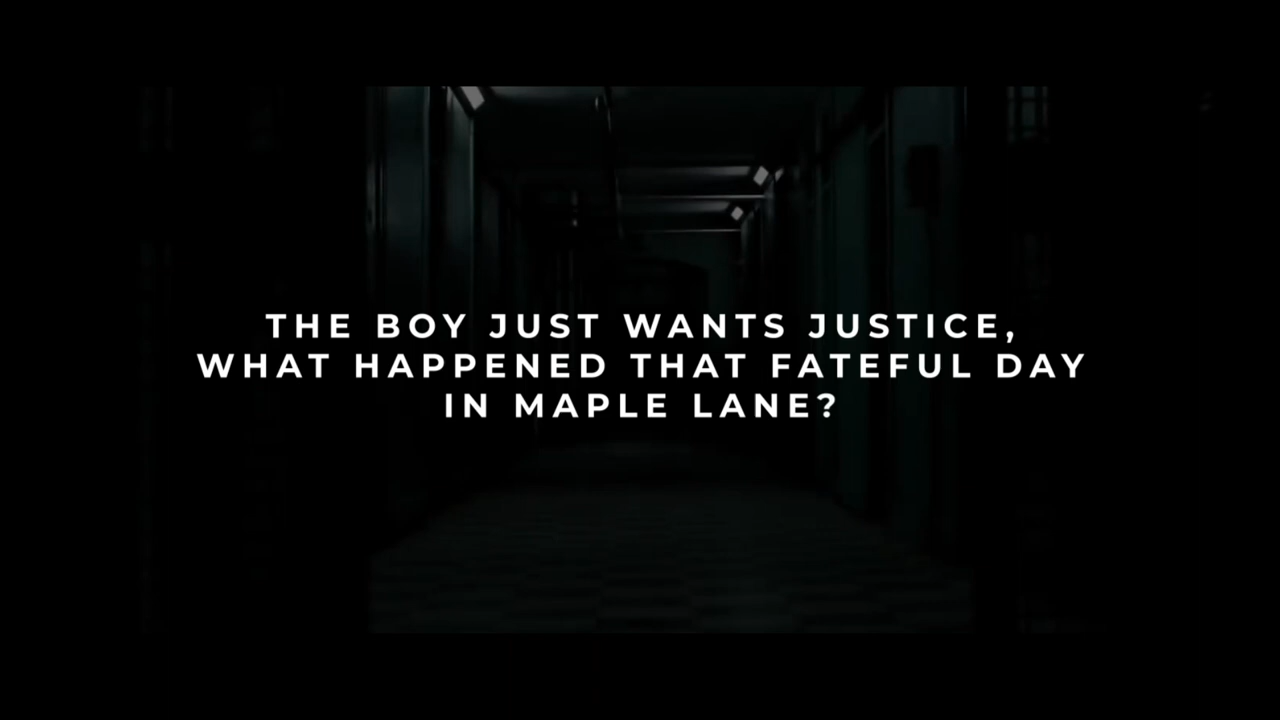 THE BOY JUST WANTS JUSTICE,
WHAT HAPPENED THAT FATEFUL DAY
IN MAPLE LANE?